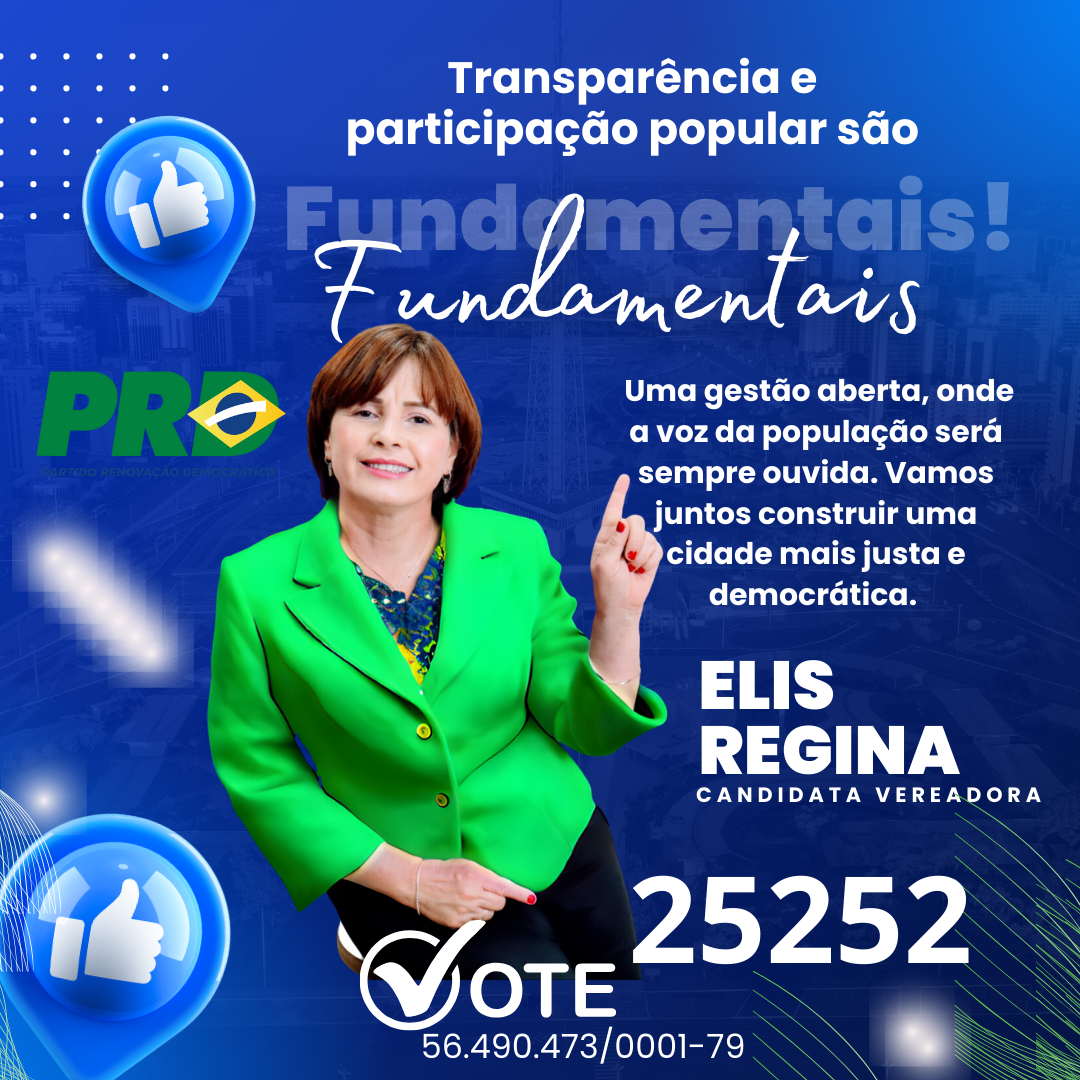 Transparência e
participação popular são
Fundamentais!
Fundamentais
PRD
PARTIDO RENOVAÇÃO DEMOCRÁTICA
Uma gestão aberta, onde
a voz da população será
sempre ouvida. Vamos
juntos construir uma
cidade mais justa e
democrática.
ELIS
REGINA
CANDIDATA VEREADORA
25252
VOTE
56.490.473/0001-79